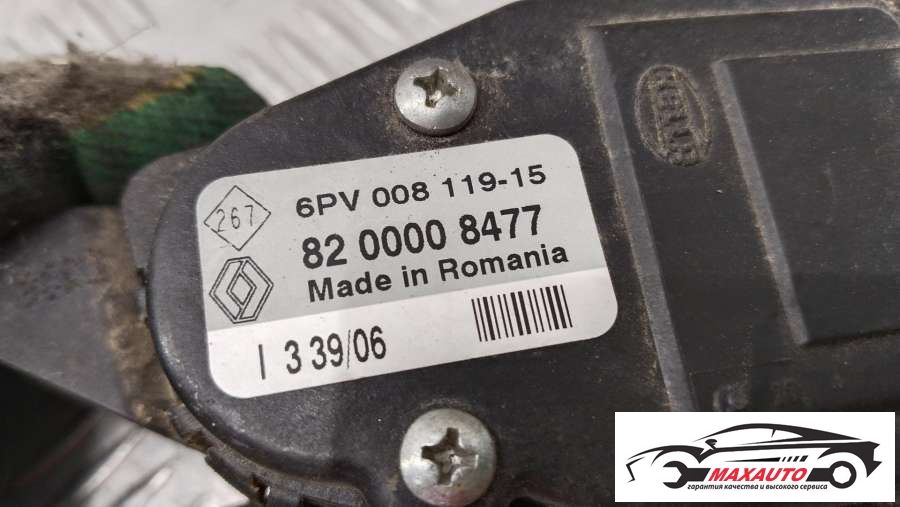 HELLA
6PV 008 119-15
267
82 0000 8477
Made in Romania
I 3 39/06
MAXAUTO
гарантия качества и высокого сервиса